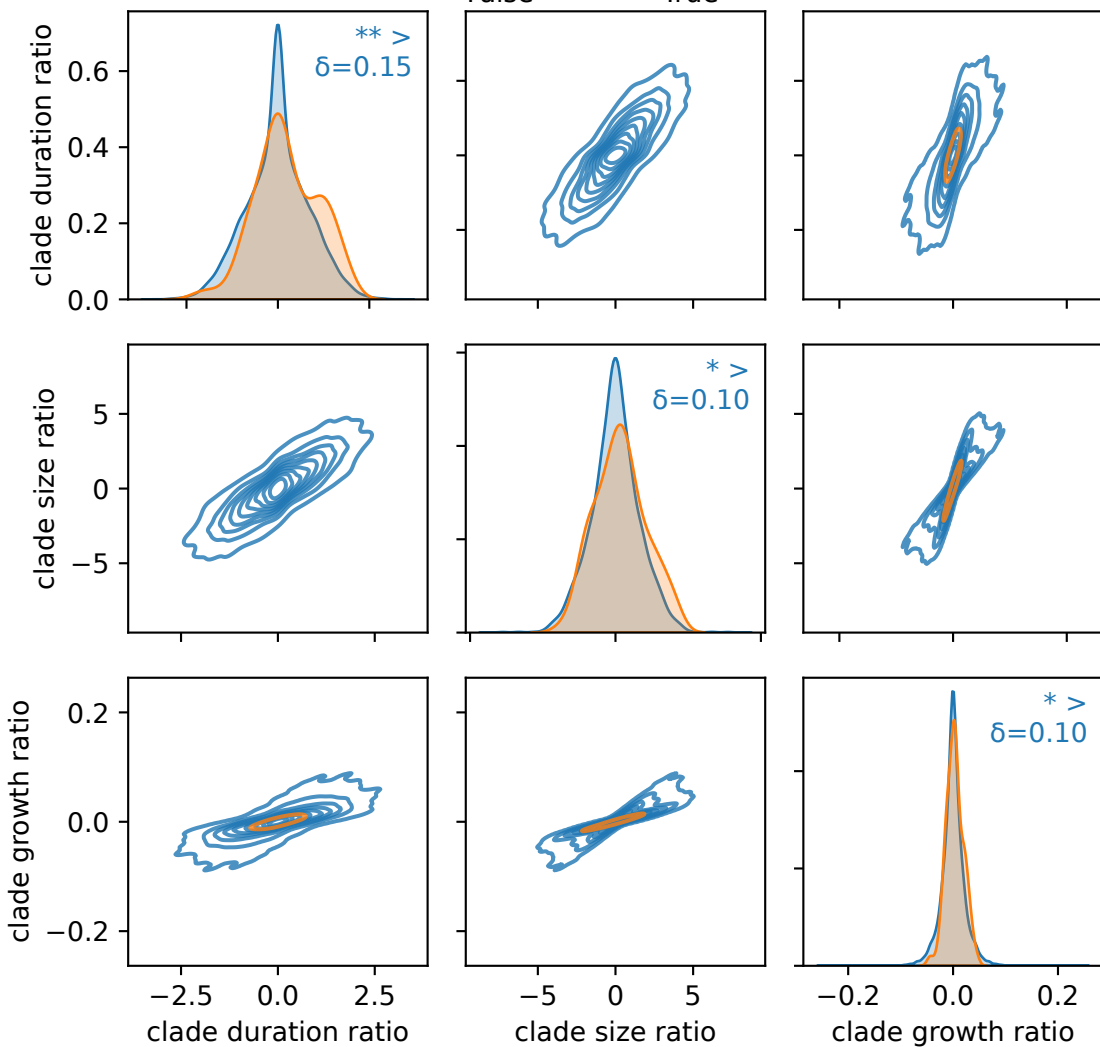 clade duration ratio
0.6
0.4
0.2
0.0
** >
δ=0.15
clade size ratio
5
0
−5
* >
δ=0.10
clade growth ratio
0.2
0.0
−0.2
* >
δ=0.10
−2.5 0.0 2.5
−5 0 5
−0.2 0.0 0.2
clade duration ratio
clade size ratio
clade growth ratio